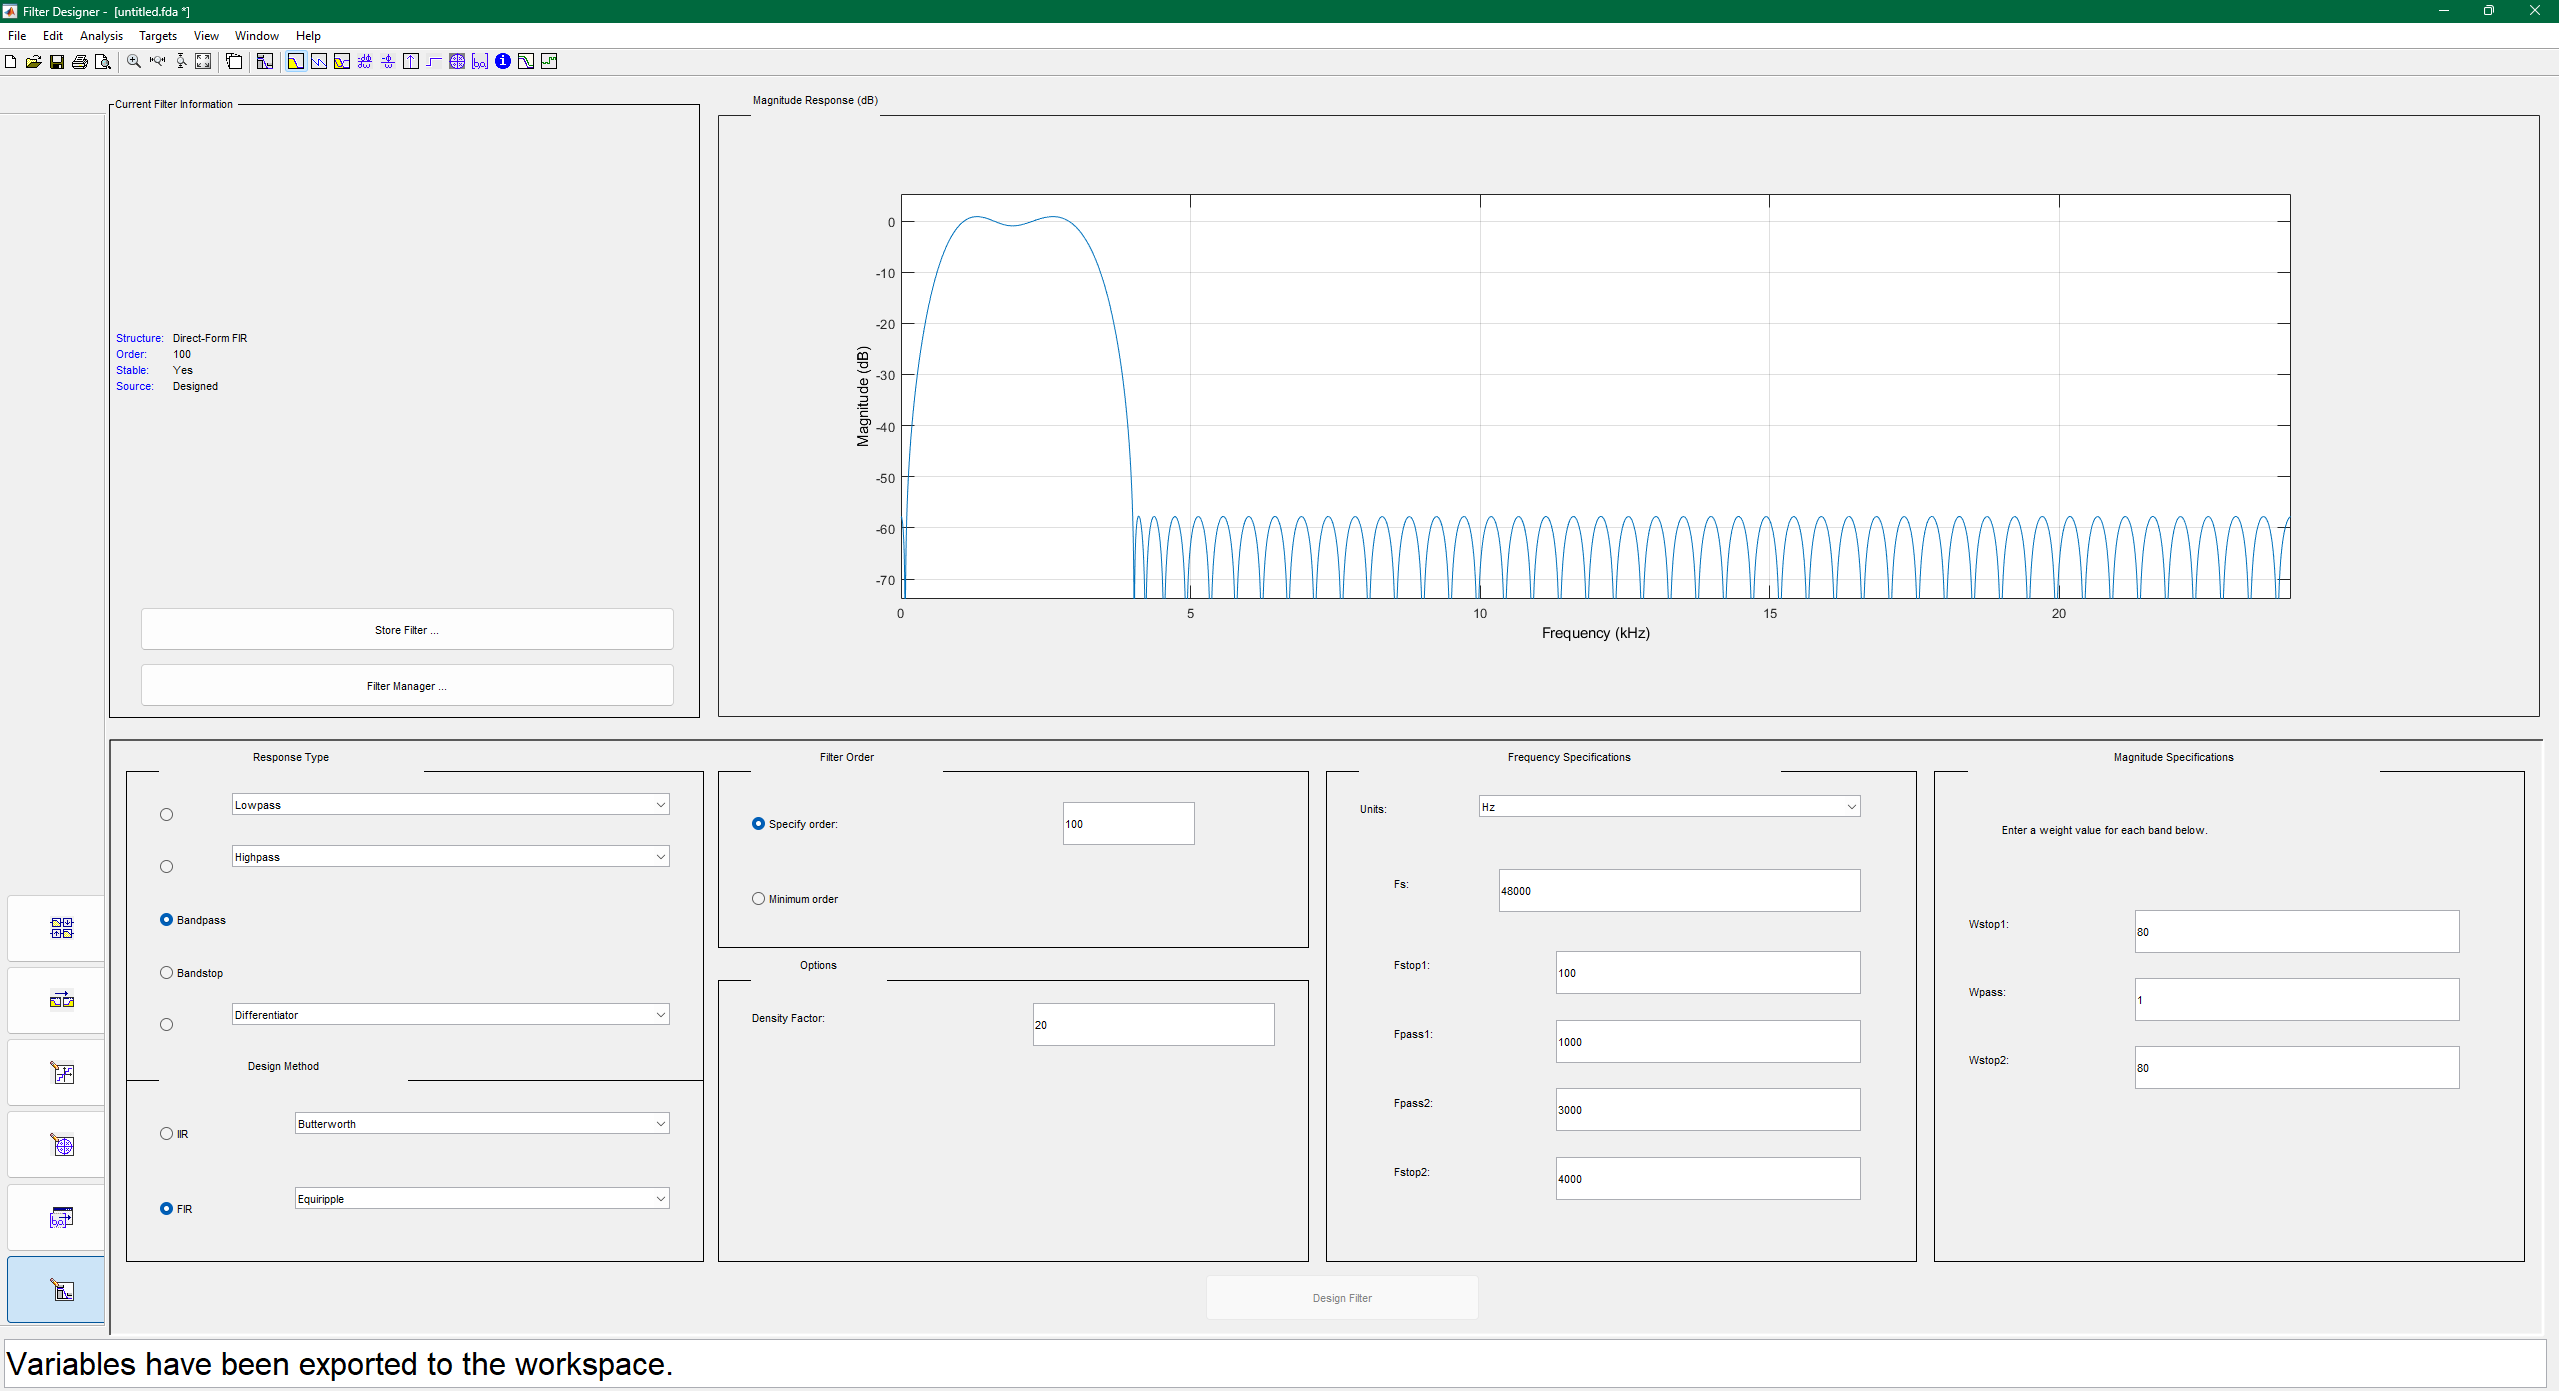 Filter Designer - [untitled.fda *]
File Edit Analysis Targets View Window Help
Current Filter Information
Structure: Direct-Form FIR
Order: 100
Stable: Yes
Source: Designed
Store Filter ...
Filter Manager ...
Magnitude Response (dB)
Magnitude (dB)
0
-10
-20
-30
-40
-50
-60
-70
0 5 10 15 20
Frequency (kHz)
Response Type
Lowpass
Highpass
Bandpass
Bandstop
Differentiator
Design Method
IIR Butterworth
FIR Equiripple
Filter Order
Specify order: 100
Minimum order
Options
Density Factor: 20
Frequency Specifications
Units: Hz
Fs: 48000
Fstop1: 100
Fpass1: 1000
Fpass2: 3000
Fstop2: 4000
Magnitude Specifications
Enter a weight value for each band below.
Wstop1: 80
Wpass: 1
Wstop2: 80
Design Filter
Variables have been exported to the workspace.